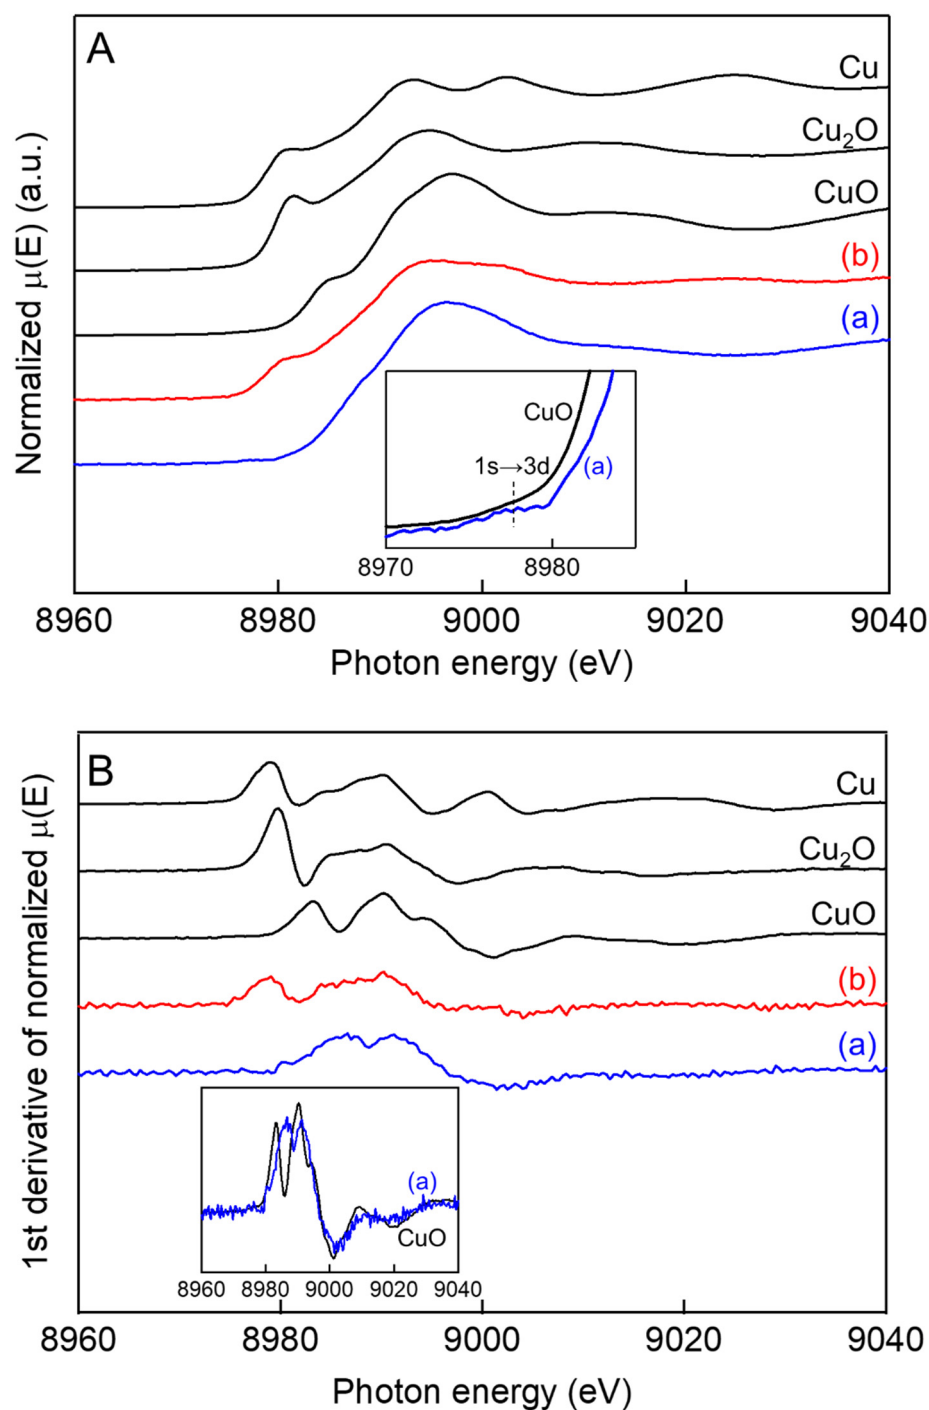 A
Normalized μ(E) (a.u.)
Cu
Cu₂O
CuO
(b)
(a)
CuO
1s→3d
(a)
8970
8980
8960
8980
9000
9020
9040
Photon energy (eV)
B
1st derivative of normalized μ(E)
Cu
Cu₂O
CuO
(b)
(a)
(a)
CuO
8960
8980
9000
9020
9040
8960
8980
9000
9020
9040
Photon energy (eV)